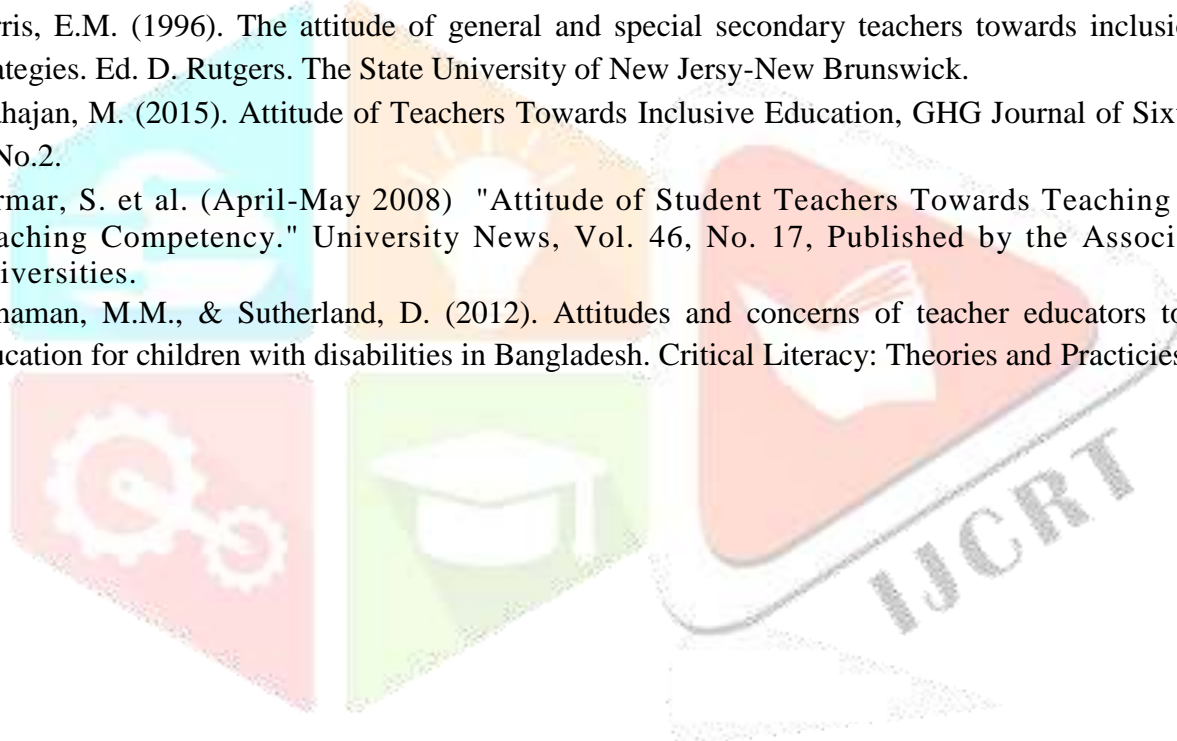 rris, E.M. (1996). The attitude of general and special secondary teachers towards inclusi
ategies. Ed. D. Rutgers. The State University of New Jersy-New Brunswick.
ahajan, M. (2015). Attitude of Teachers Towards Inclusive Education, GHG Journal of Six
No.2.
rmar, S. et al. (April-May 2008) "Attitude of Student Teachers Towards Teaching
aching Competency." University News, Vol. 46, No. 17, Published by the Associ
iversities.
haman, M.M., & Sutherland, D. (2012). Attitudes and concerns of teacher educators to
ucation for children with disabilities in Bangladesh. Critical Literacy: Theories and Practicies
IJCRT